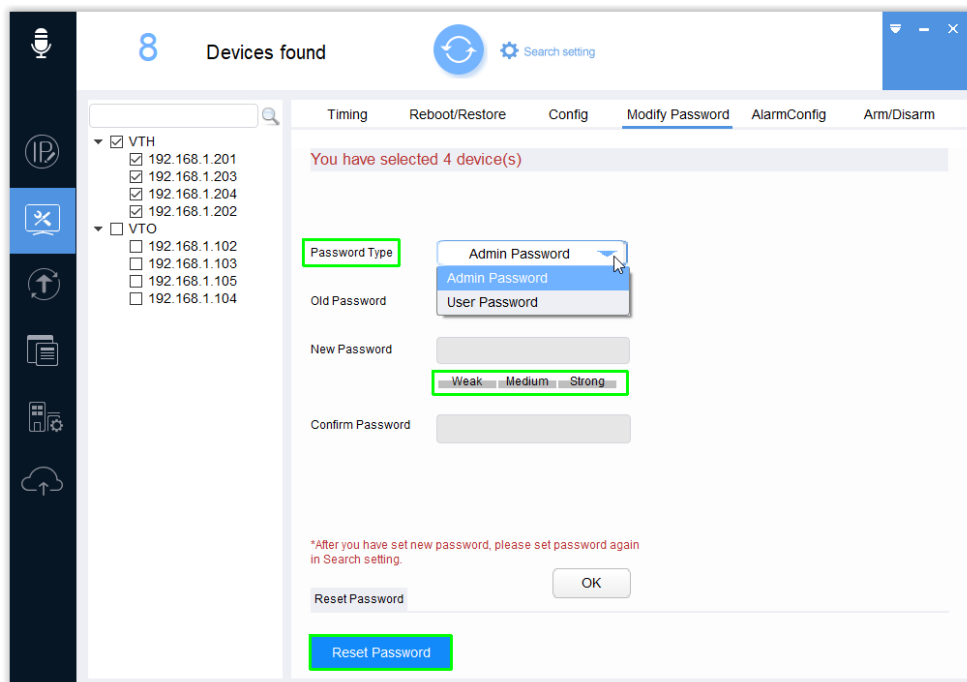 8 Devices found
Search setting
Timing Reboot/Restore Config Modify Password AlarmConfig Arm/Disarm
You have selected 4 device(s)
VTH
192.168.1.201
192.168.1.203
192.168.1.204
192.168.1.202
VTO
192.168.1.102
192.168.1.103
192.168.1.105
192.168.1.104
Password Type Admin Password
Admin Password
User Password
Old Password
New Password
Weak Medium Strong
Confirm Password
*After you have set new password, please set password again
in Search setting.
OK
Reset Password
Reset Password
IP